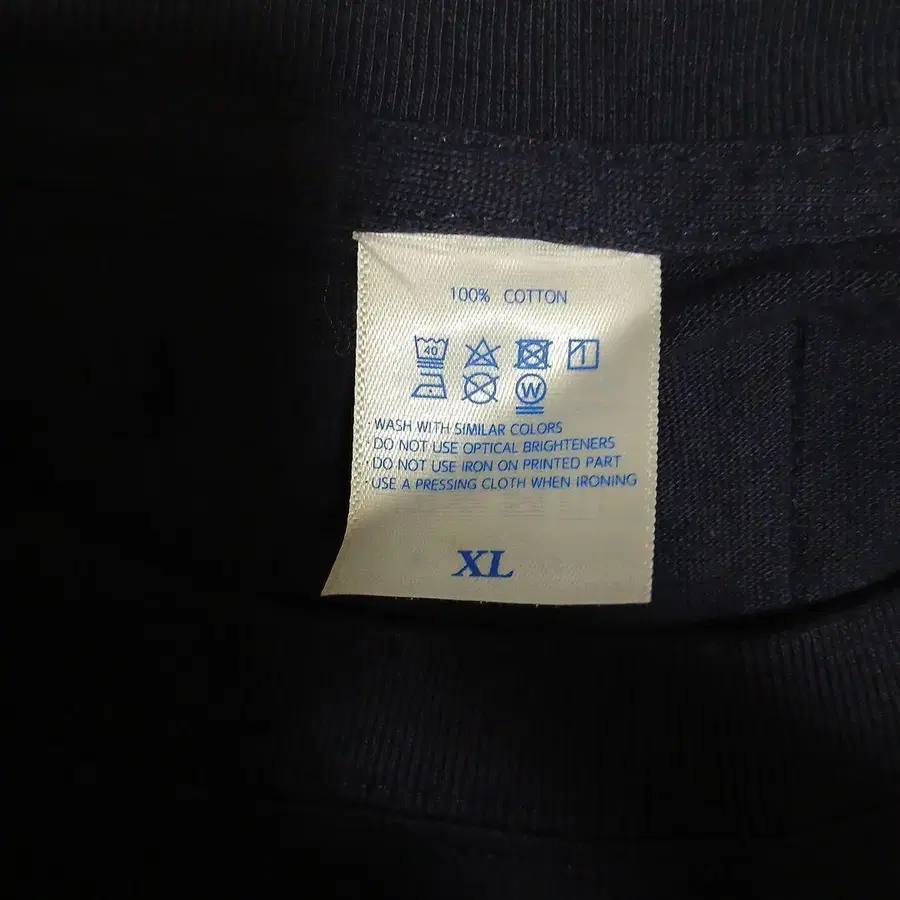 100% COTTON
40
W
WASH WITH SIMILAR COLORS
DO NOT USE OPTICAL BRIGHTENERS
DO NOT USE IRON ON PRINTED PART
USE A PRESSING CLOTH WHEN IRONING
XL